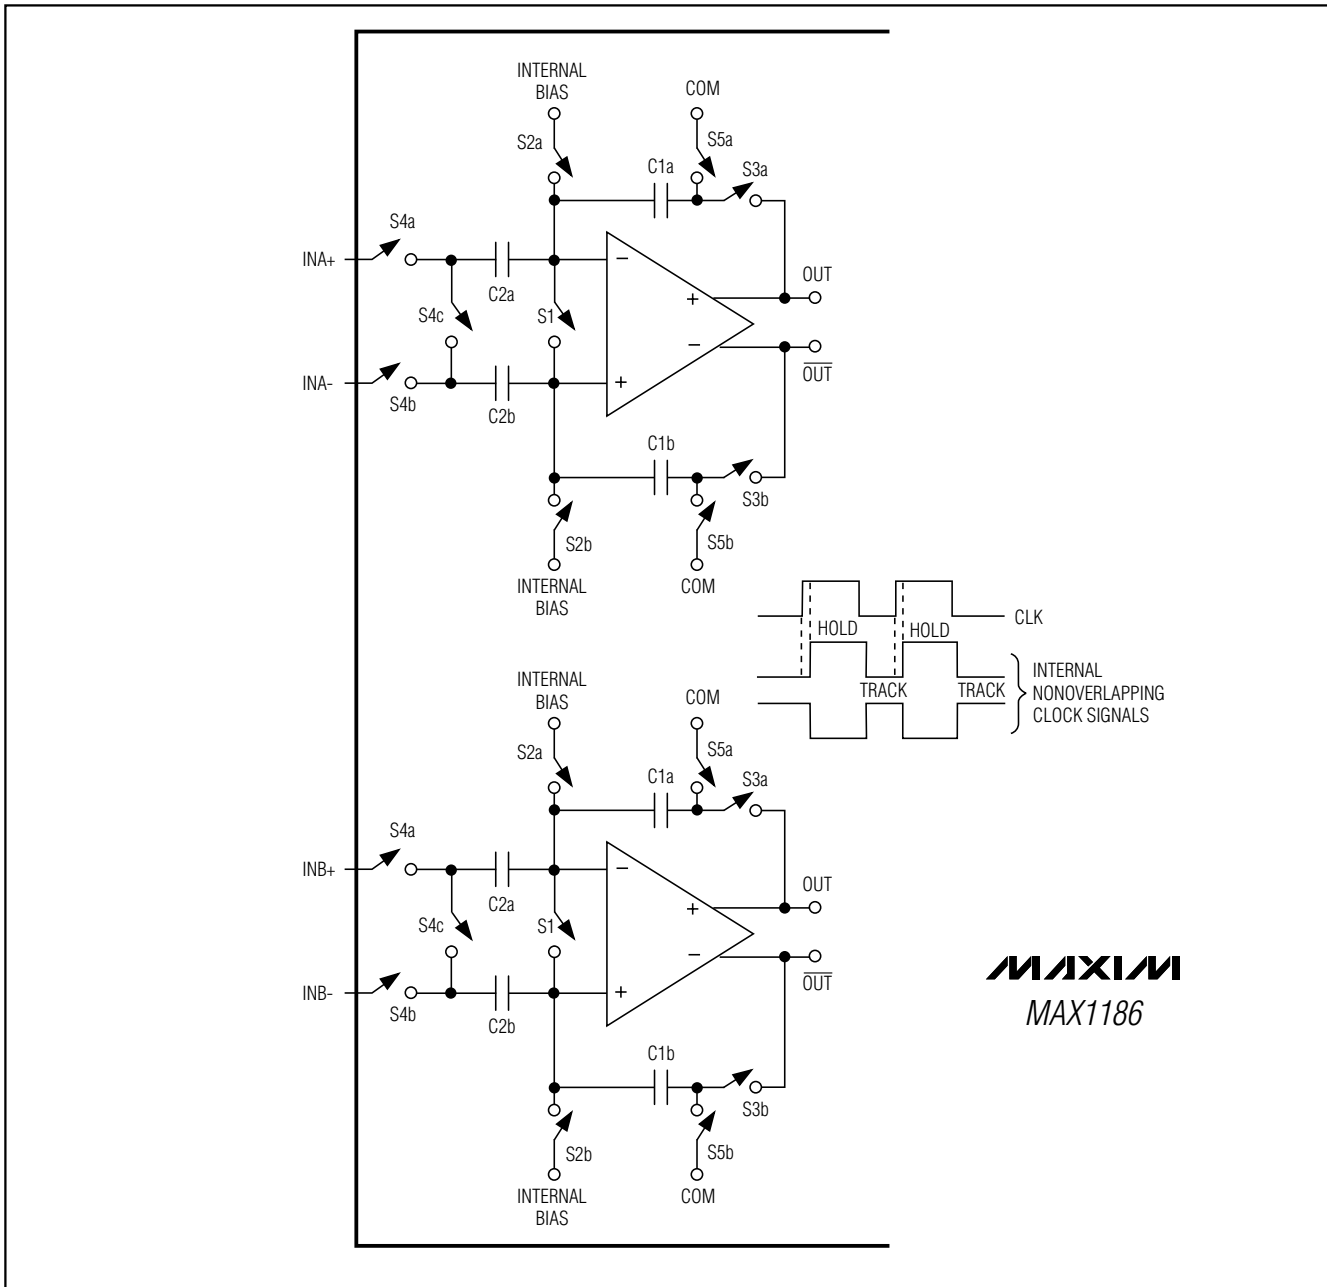 INTERNAL
BIAS
COM
S2a
S5a
C1a
S3a
S4a
INA+
−
C2a
OUT
+
S4c
S1
−
OUT
INA-
+
S4b
C2b
C1b
S3b
S2b
S5b
INTERNAL
BIAS
COM
CLK
HOLD
HOLD
TRACK
TRACK
INTERNAL
NONOVERLAPPING
CLOCK SIGNALS
INTERNAL
BIAS
COM
S2a
S5a
C1a
S3a
S4a
INB+
−
C2a
OUT
+
S4c
S1
−
OUT
INB-
+
S4b
C2b
C1b
S3b
S2b
S5b
INTERNAL
BIAS
COM
MAXIM
MAX1186